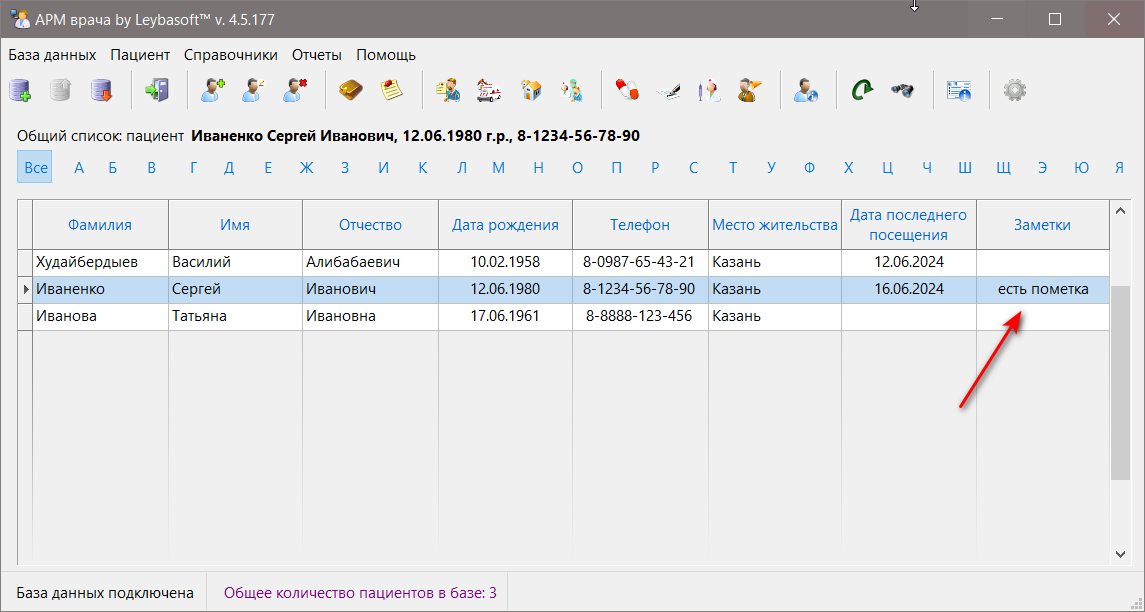 АРМ врача by Leybasoft™ v. 4.5.177
База данных Пациент Справочники Отчеты Помощь
Общий список: пациент Иваненко Сергей Иванович, 12.06.1980 г.р., 8-1234-56-78-90
Все А Б В Г Д Е Ж З И К Л М Н О П Р С Т У Ф Х Ц Ч Ш Щ Э Ю Я
Фамилия Имя Отчество Дата рождения Телефон Место жительства Дата последнего посещения Заметки
Худайбердыев Василий Алибабаевич 10.02.1958 8-0987-65-43-21 Казань 12.06.2024
Иваненко Сергей Иванович 12.06.1980 8-1234-56-78-90 Казань 16.06.2024 есть пометка
Иванова Татьяна Ивановна 17.06.1961 8-8888-123-456 Казань
База данных подключена Общее количество пациентов в базе: 3